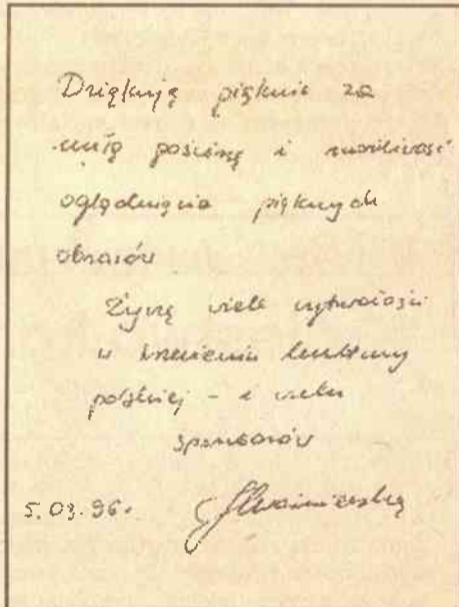 Dziękuję pięknie za
miłą gościnę i możliwość
oglądnięcia pięknych
obrazów
Życzę wiele wytrwałości
w krzewieniu kultury
polskiej - i wielu
sponsorów
5.03.96.